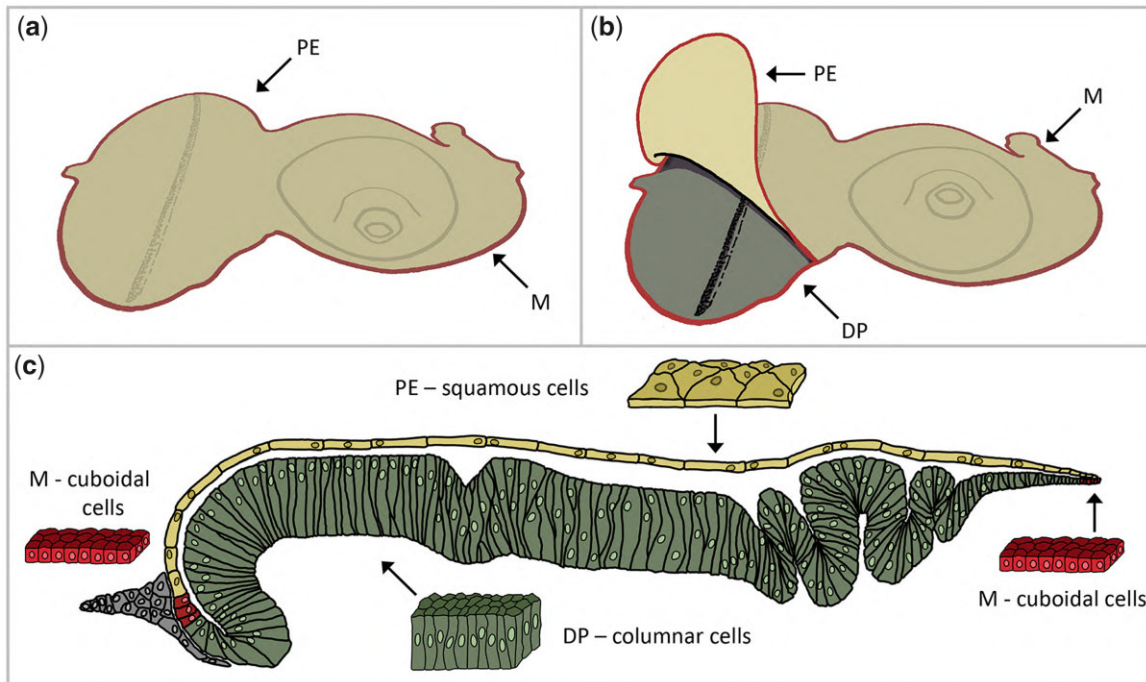 (a)
PE
M
(b)
PE
M
DP
(c)
PE – squamous cells
M - cuboidal
cells
M - cuboidal cells
DP – columnar cells